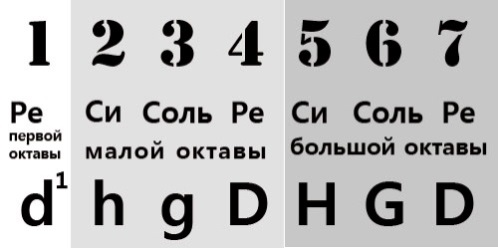 1 2 3 4 5 6 7
Ре Си Соль Ре Си Соль Ре
первой октавы малой октавы большой октавы
d¹ h g D H G D